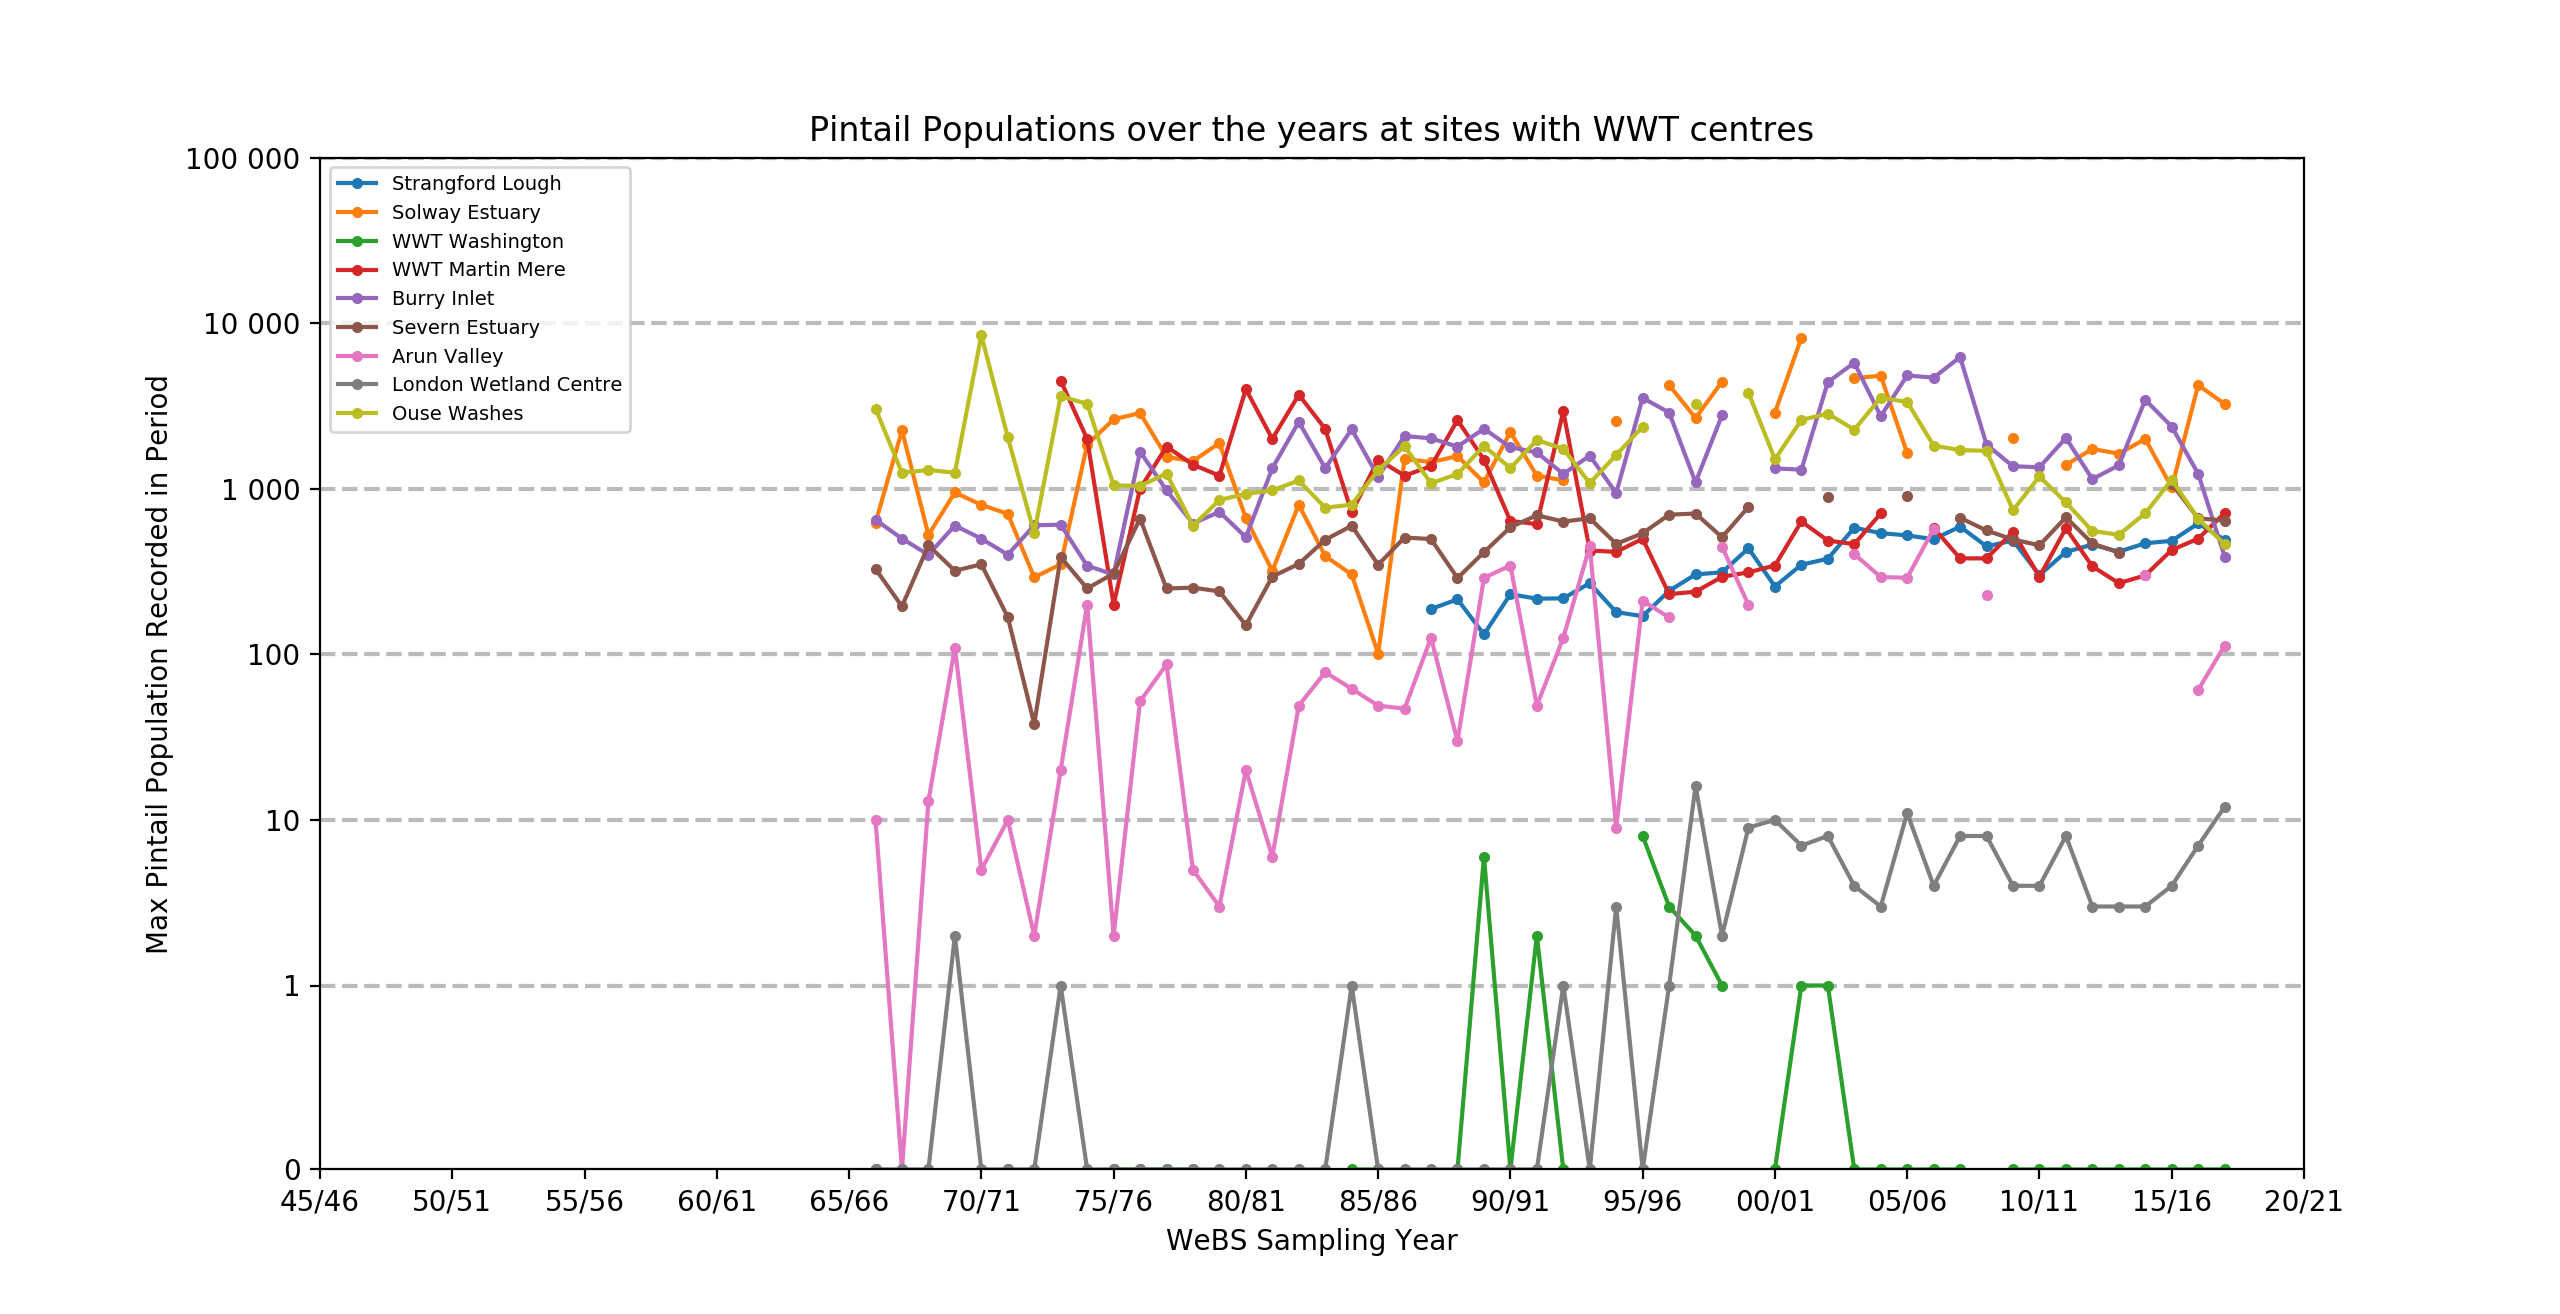 Pintail Populations over the years at sites with WWT centres
100 000
10 000
1 000
100
10
1
0
Max Pintail Population Recorded in Period
Strangford Lough
Solway Estuary
WWT Washington
WWT Martin Mere
Burry Inlet
Severn Estuary
Arun Valley
London Wetland Centre
Ouse Washes
45/46 50/51 55/56 60/61 65/66 70/71 75/76 80/81 85/86 90/91 95/96 00/01 05/06 10/11 15/16 20/21
WeBS Sampling Year